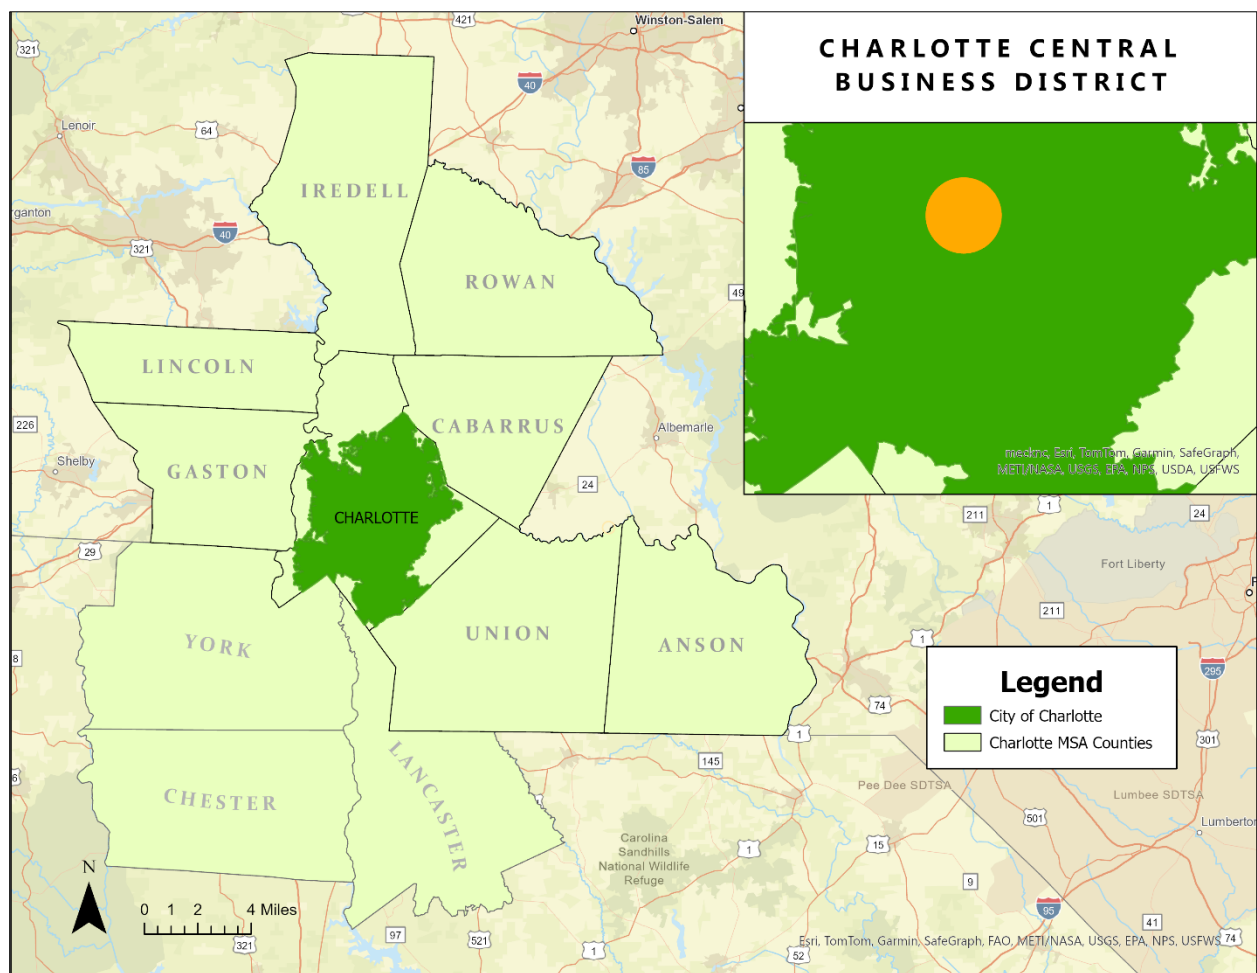 421
Winston-Salem
321
40
CHARLOTTE CENTRAL
BUSINESS DISTRICT
Lenoir
64
85
IREDELL
ganton
40
321
ROWAN
49
LINCOLN
226
CABARRUS
Albemarle
Shelby
GASTON
24
mecknc, Esri, TomTom, Garmin, SafeGraph,
METI/NASA, USGS, EPA, NPS, USDA, USFWS
CHARLOTTE
1
211
24
29
Fort Liberty
F
211
YORK
UNION
ANSON
1
8
Legend
295
City of Charlotte
Charlotte MSA Counties
74
1
301
145
6
LANCASTER
Pee Dee SDTSA
Lumbee SDTSA
CHESTER
501
Lumberton
Carolina
Sandhills
National Wildlife
Refuge
1
15
N
9
0 1 2 4 Miles
95
97
521
321
1
52
41
74
Esri, TomTom, Garmin, SafeGraph, FAO, METI/NASA, USGS, EPA, NPS, USFWS